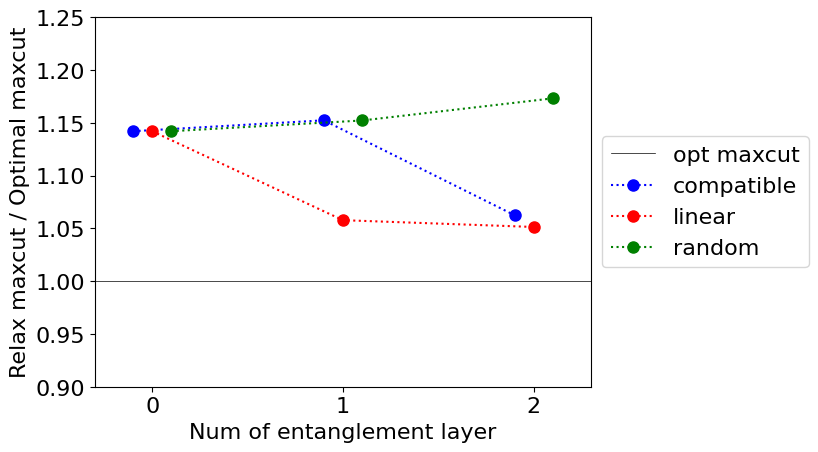 Relax maxcut / Optimal maxcut
1.25
1.20
1.15
1.10
1.05
1.00
0.95
0.90
0
1
2
Num of entanglement layer
opt maxcut
compatible
linear
random